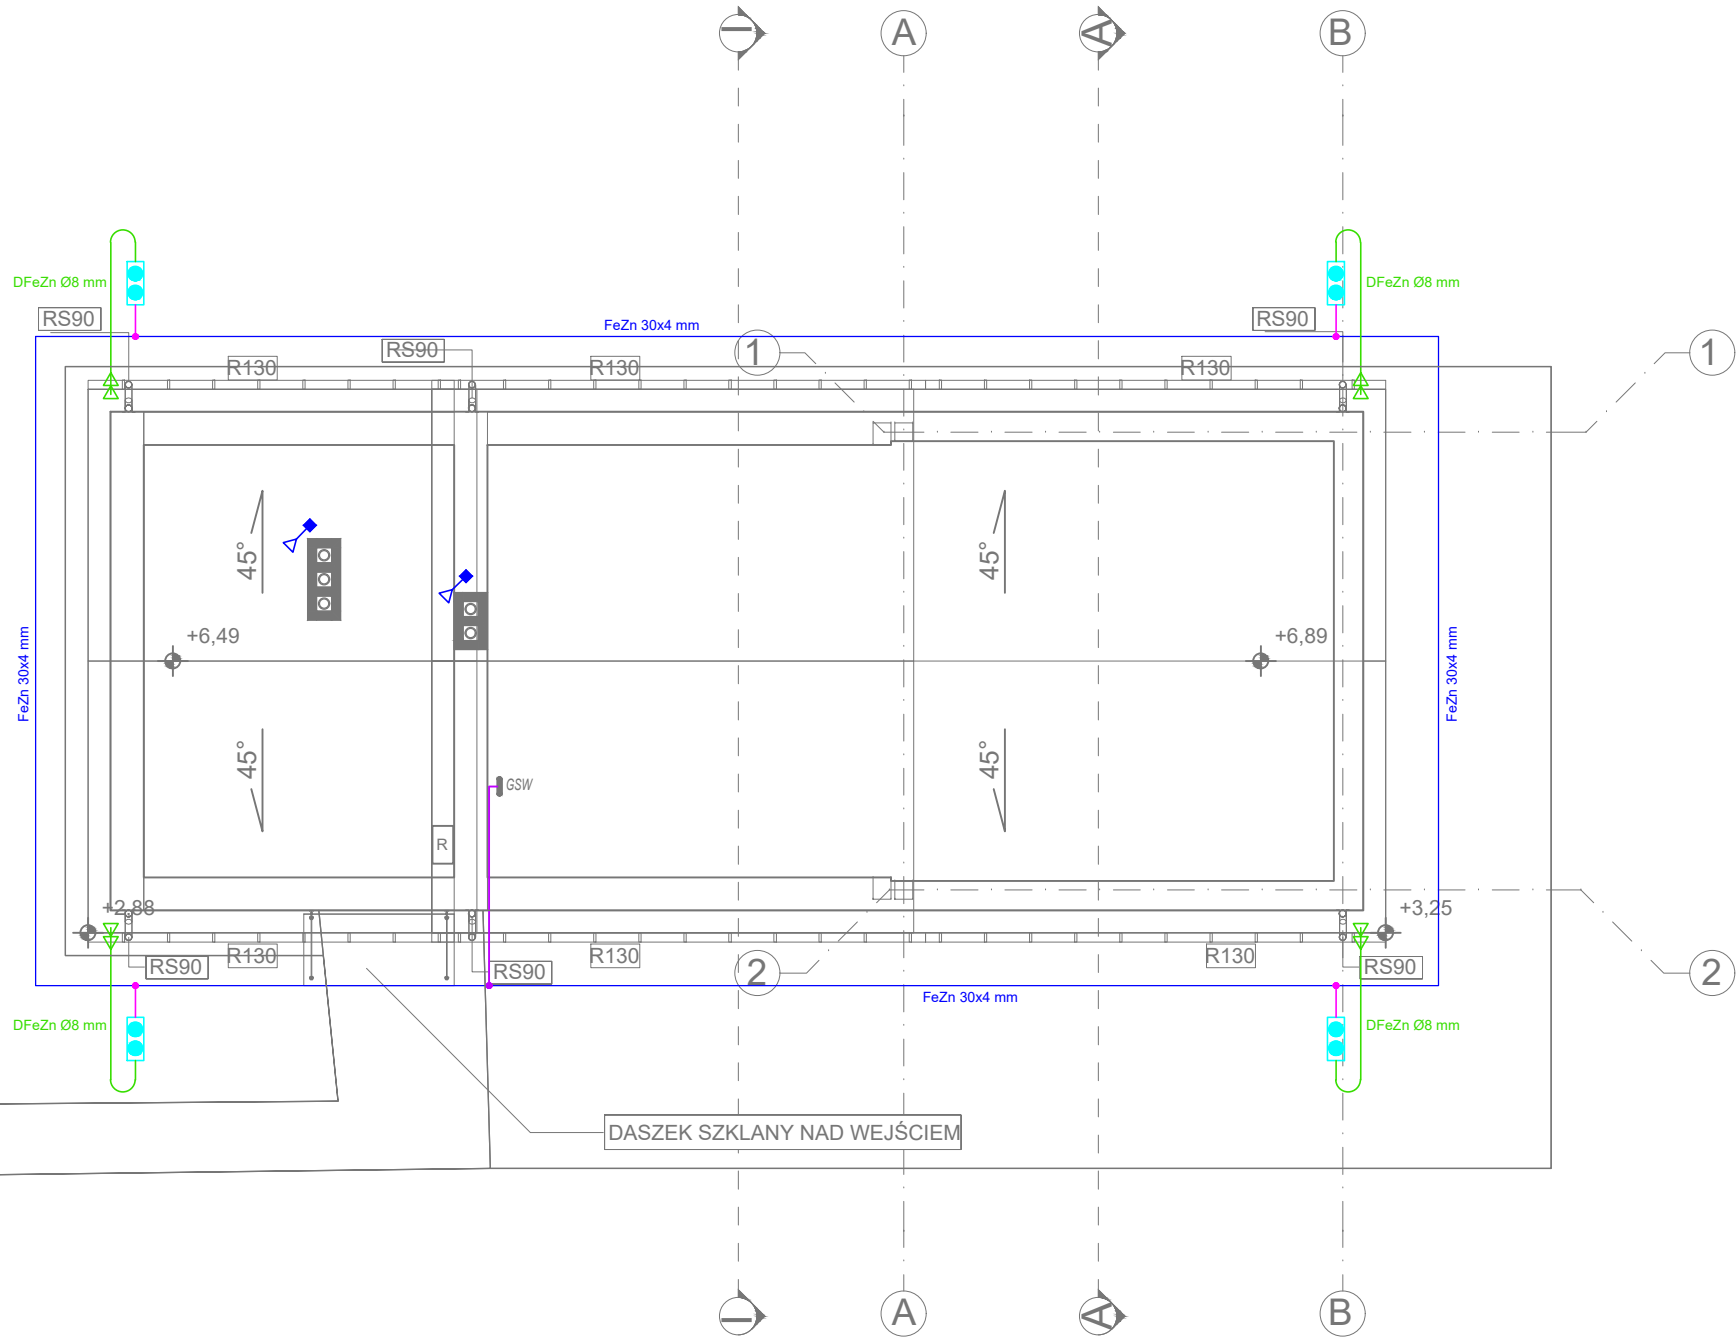 I
A
A
B
DFeZn Ø8 mm
DFeZn Ø8 mm
RS90
FeZn 30x4 mm
RS90
RS90
1
1
R130
R130
R130
45°
45°
+6,49
+6,89
FeZn 30x4 mm
FeZn 30x4 mm
45°
45°
GSW
R
+2,88
+3,25
R130
R130
R130
RS90
RS90
RS90
2
2
FeZn 30x4 mm
DFeZn Ø8 mm
DFeZn Ø8 mm
DASZEK SZKLANY NAD WEJŚCIEM
I
A
A
B